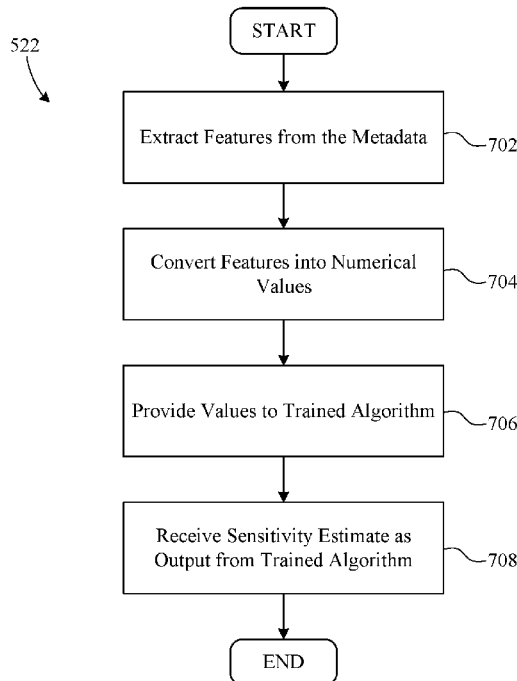 START
522
Extract Features from the Metadata
702
Convert Features into Numerical
Values
704
Provide Values to Trained Algorithm
706
Receive Sensitivity Estimate as
Output from Trained Algorithm
708
END